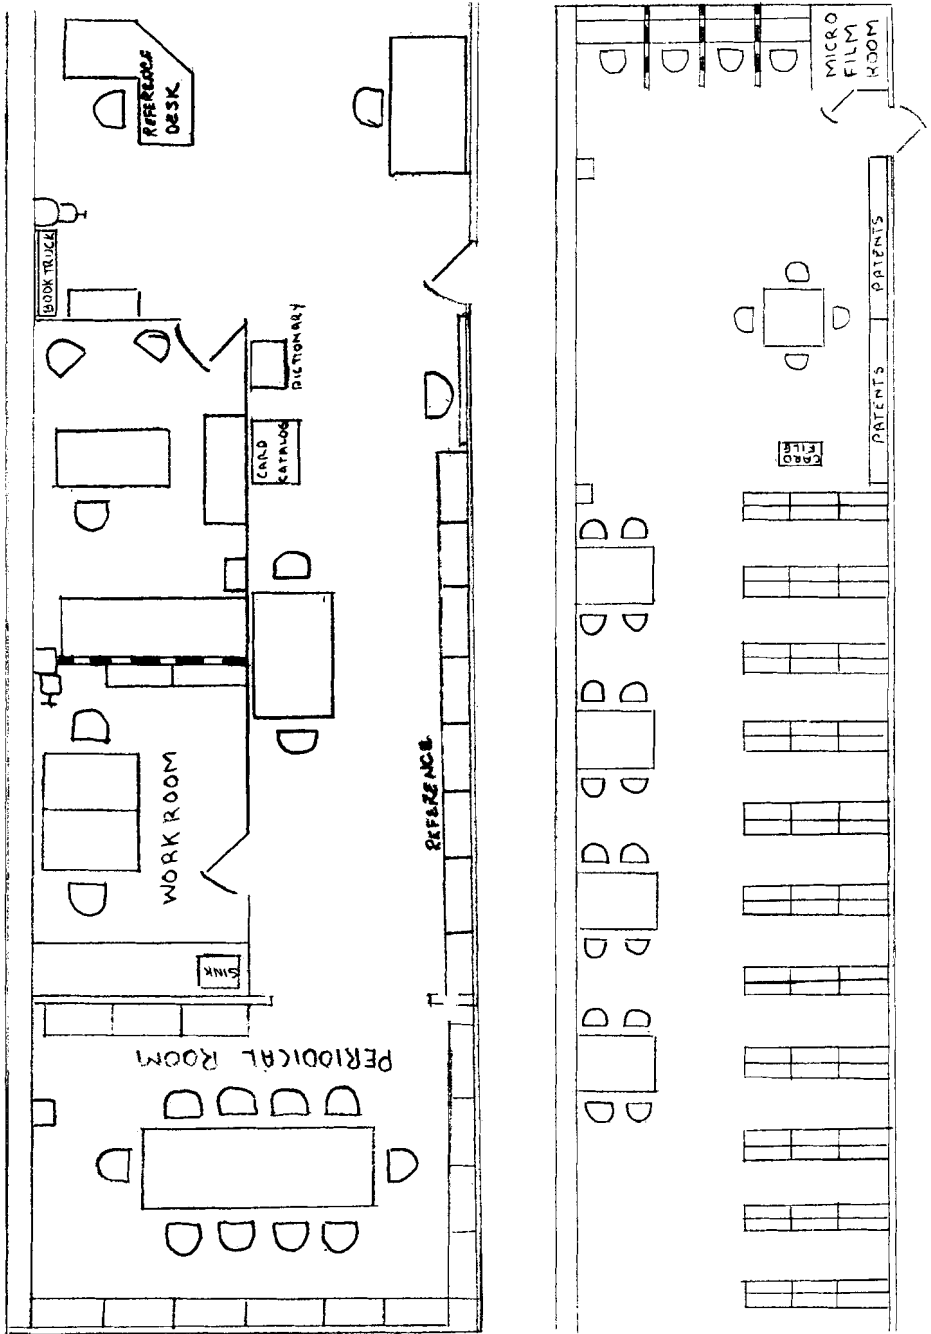 REFERENCE
DESK
BOOK TRUCK
DICTIONARY
CARD
CATALOG
WORK ROOM
REFERENCE
SINK
PERIODICAL ROOM
MICRO
FILM
ROOM
PATENTS
PATENTS
CARD
FILE